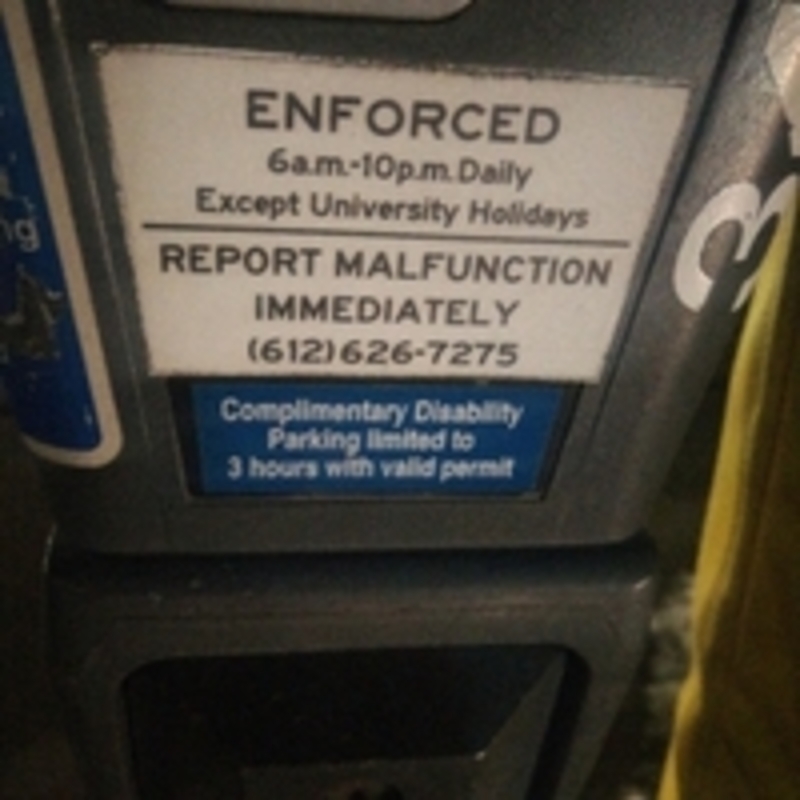 ENFORCED
6a.m.-10p.m. Daily
Except University Holidays
REPORT MALFUNCTION
IMMEDIATELY
(612)626-7275
Complimentary Disability
Parking limited to
3 hours with valid permit